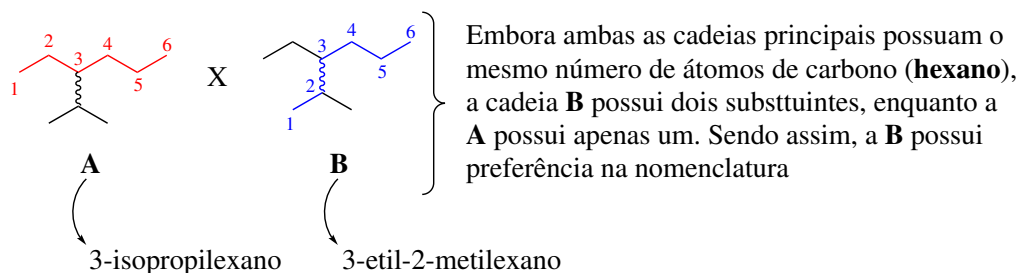 2
4
6
3
1
5
X
4
6
3
5
2
1
Embora ambas as cadeias principais possuam o
mesmo número de átomos de carbono (hexano),
a cadeia B possui dois substtuintes, enquanto a
A possui apenas um. Sendo assim, a B possui
preferência na nomenclatura
A
B
3-isopropilexano
3-etil-2-metilexano